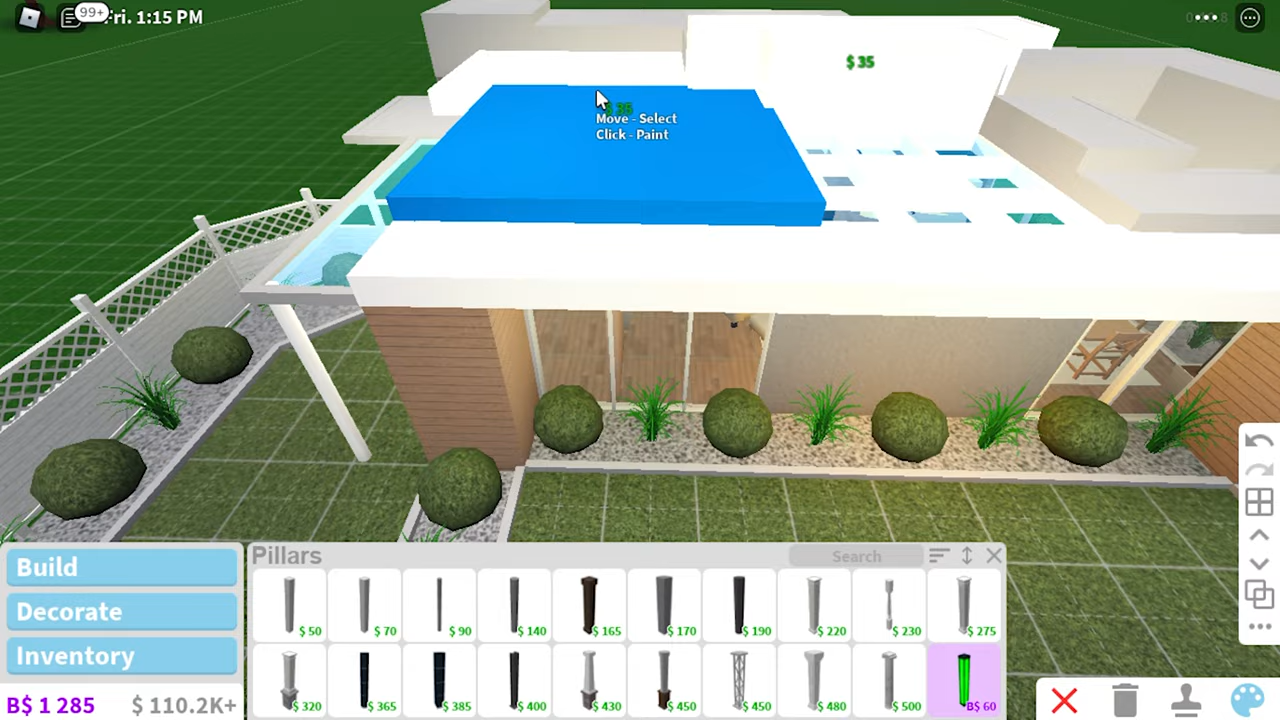 99+
Fri. 1:15 PM
$ 35
Move - Select
Click - Paint
Build
Decorate
Inventory
B$ 1 285
$ 110.2K+
Pillars
Search
$ 50
$ 70
$ 90
$ 140
$ 165
$ 170
$ 190
$ 220
$ 230
$ 275
$ 320
$ 365
$ 385
$ 400
$ 430
$ 450
$ 450
$ 480
$ 500
B$ 60